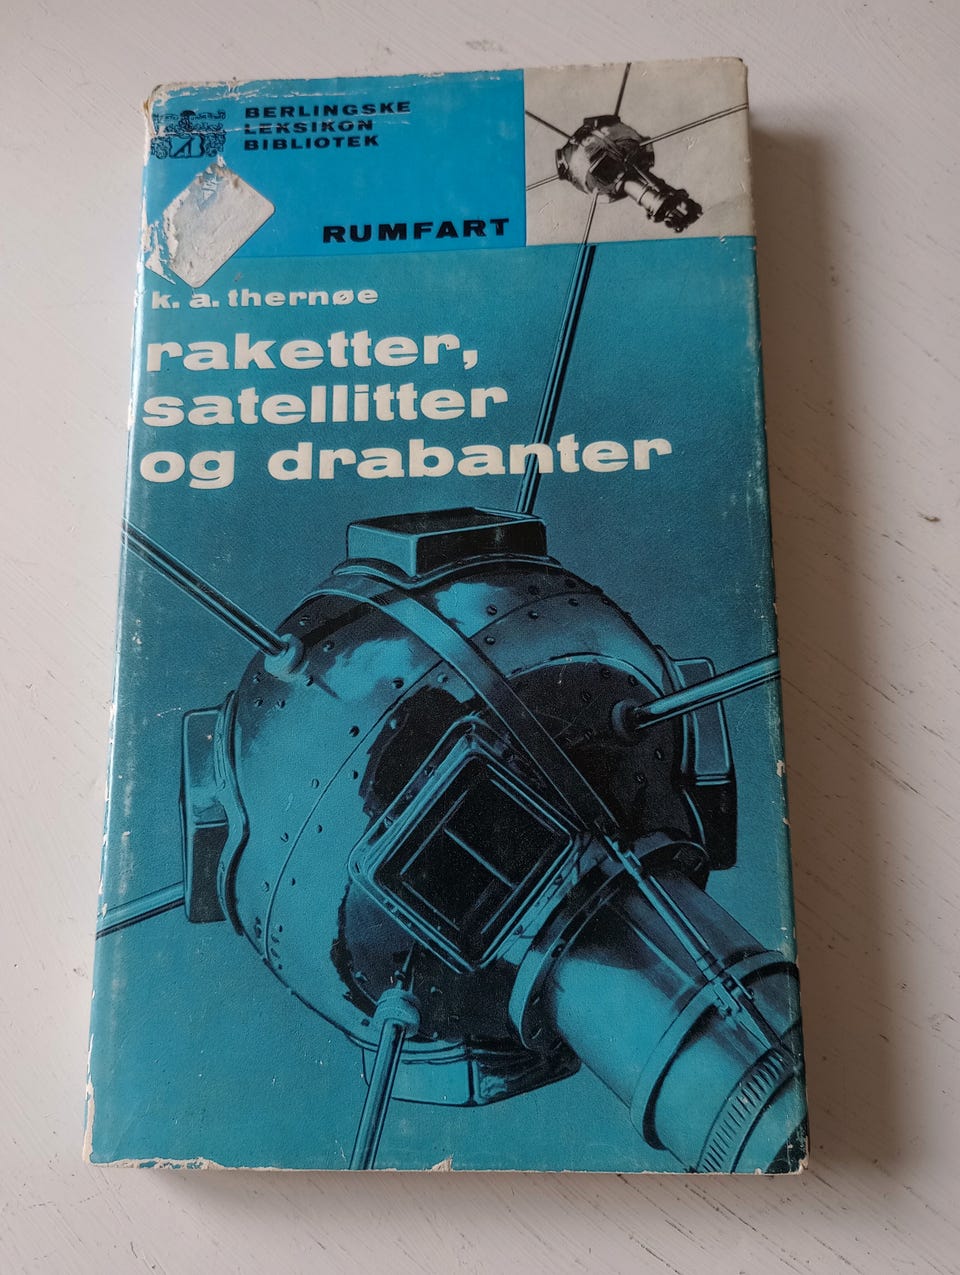 BERLINGSKE
LEKSIKON
BIBLIOTEK
RUMFART
k. a. thernøe
raketter,
satellitter
og drabanter